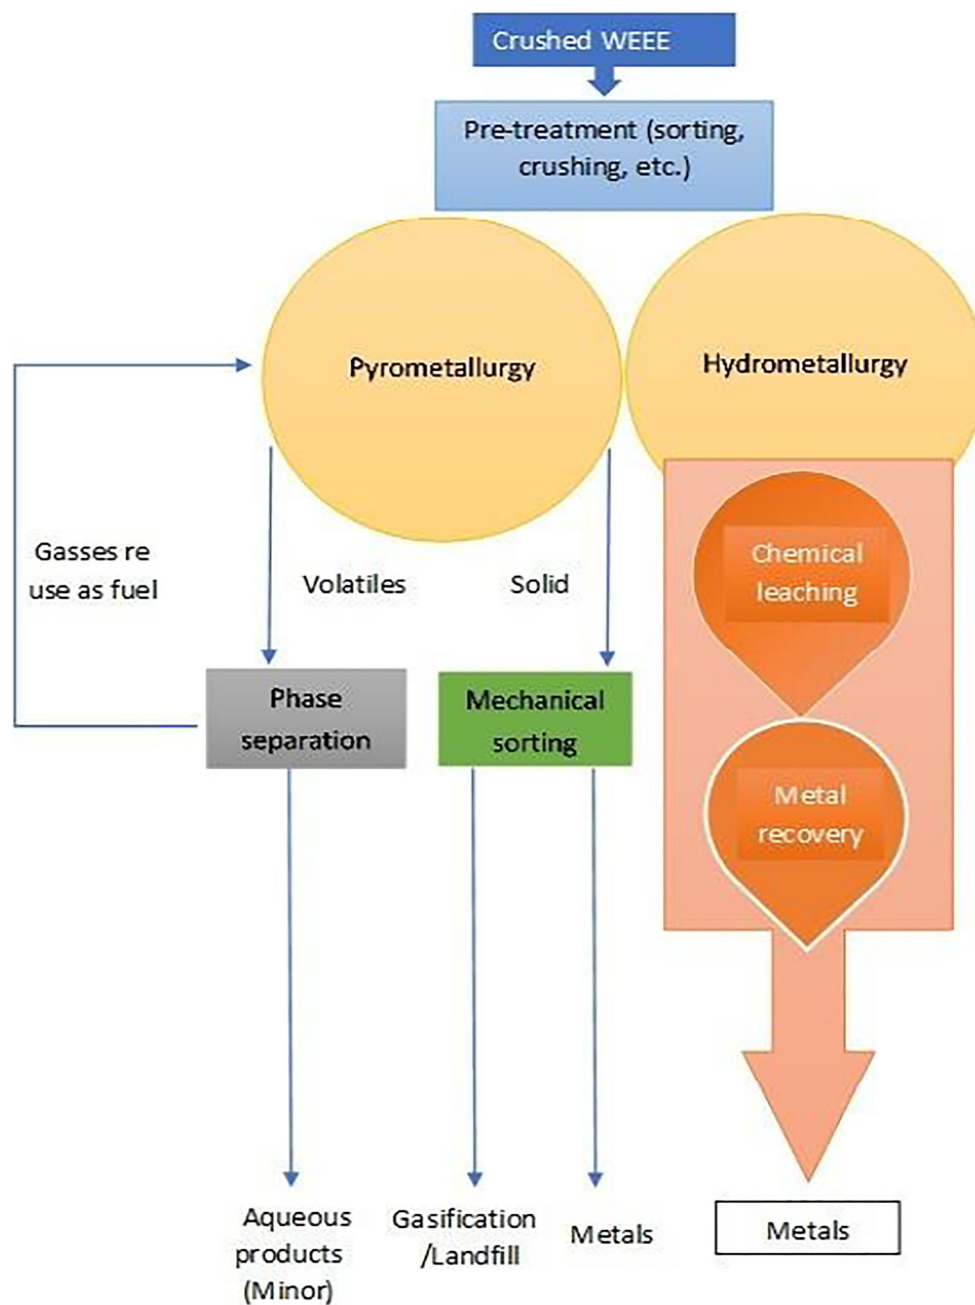 Crushed WEEE
Pre-treatment (sorting,
crushing, etc.)
Pyrometallurgy
Hydrometallurgy
Gasses re
use as fuel
Volatiles
Solid
Chemical
leaching
Phase
separation
Mechanical
sorting
Metal
recovery
Aqueous
products
(Minor)
Gasification
/Landfill
Metals
Metals